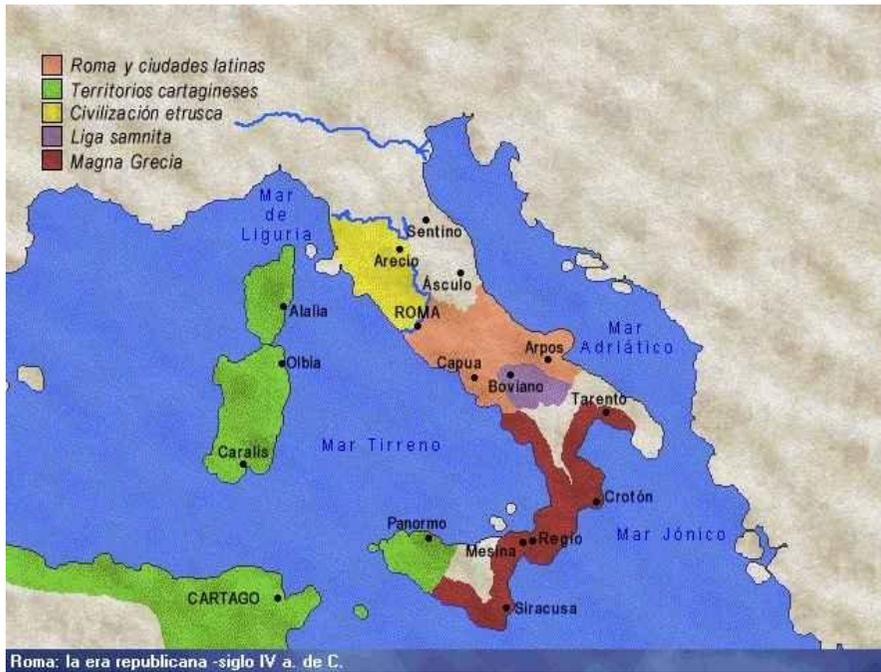 Roma y ciudades latinas
Territorios cartagineses
Civilización etrusca
Liga samnita
Magna Grecia
Mar
de
Liguria
Sentino
Arecio
Ásculo
Alalia
ROMA
Mar
Adriático
Arpos
Olbia
Capua
Boviano
Tarento
Mar Tirreno
Caralis
Crotón
Panormo
Mesina
Regio
Mar Jónico
CARTAGO
Siracusa
Roma: la era republicana -siglo IV a. de C.